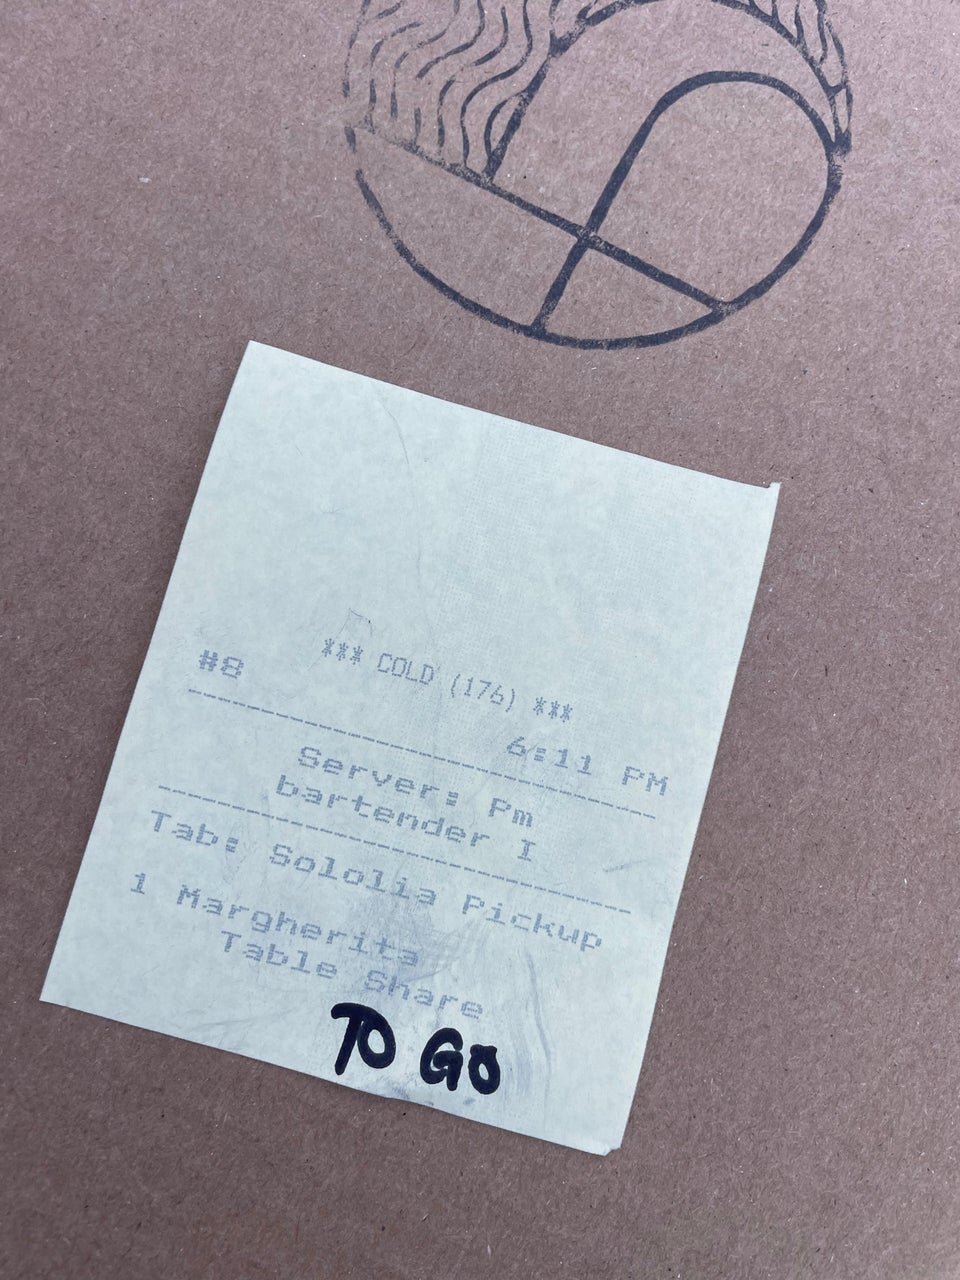 *** COLD (176) ***
#8
6:11 PM
Server: Pm
bartender I
Tab: Sololia Pickup
1 Margherita
Table Share
TO GO